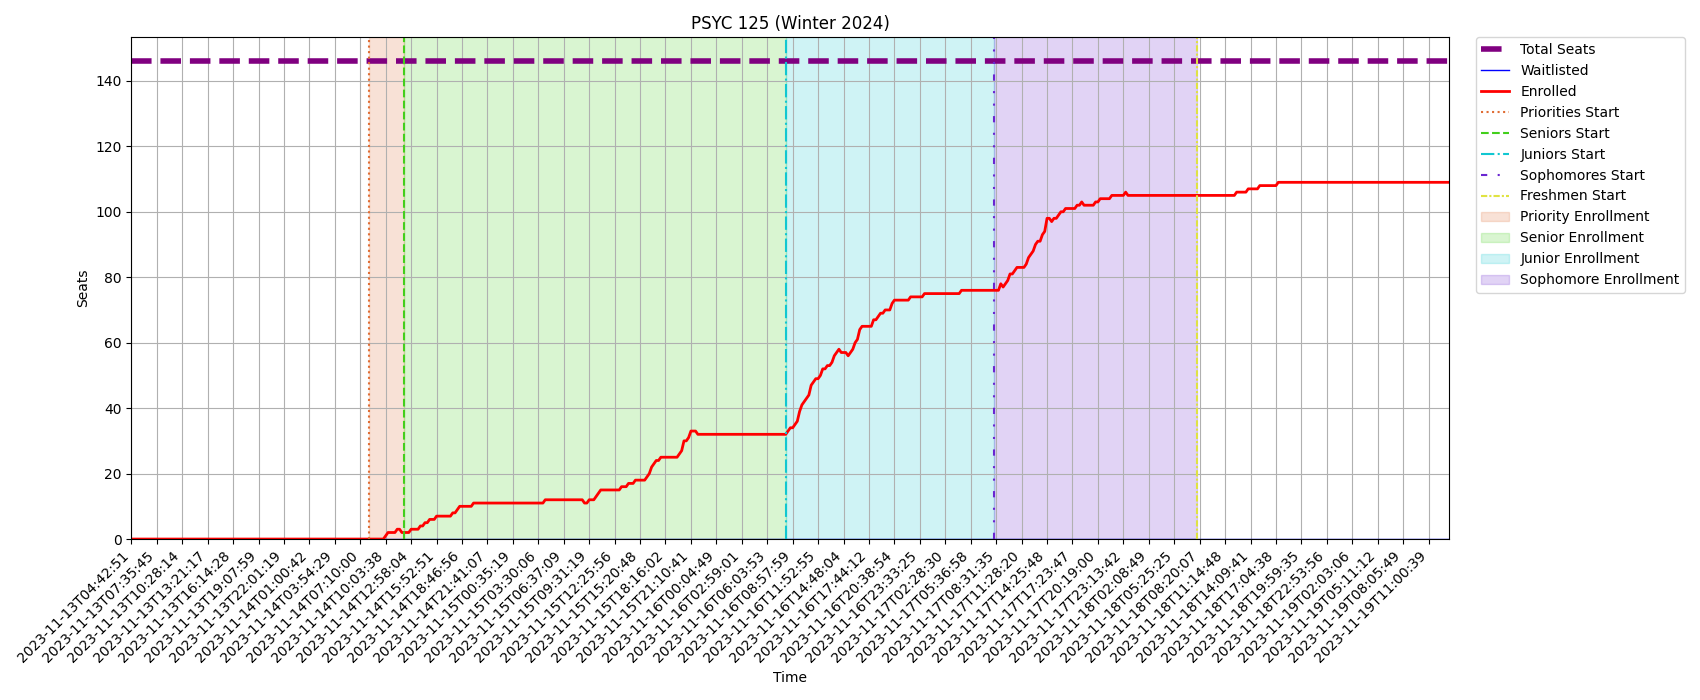 PSYC 125 (Winter 2024)
Total Seats
Waitlisted
Enrolled
Priorities Start
Seniors Start
Juniors Start
Sophomores Start
Freshmen Start
Priority Enrollment
Senior Enrollment
Junior Enrollment
Sophomore Enrollment
Seats
140
120
100
80
60
40
20
0
2023-11-13T04:42:51
2023-11-13T07:35:45
2023-11-13T10:28:14
2023-11-13T13:21:17
2023-11-13T16:14:28
2023-11-13T19:07:59
2023-11-13T22:01:19
2023-11-14T01:00:42
2023-11-14T03:54:29
2023-11-14T07:10:00
2023-11-14T10:03:38
2023-11-14T12:58:04
2023-11-14T15:52:51
2023-11-14T18:46:56
2023-11-14T21:41:07
2023-11-15T00:35:19
2023-11-15T03:30:06
2023-11-15T06:37:09
2023-11-15T09:31:19
2023-11-15T12:25:56
2023-11-15T15:20:48
2023-11-15T18:16:02
2023-11-15T21:10:41
2023-11-16T00:04:49
2023-11-16T02:59:01
2023-11-16T06:03:53
2023-11-16T08:57:59
2023-11-16T11:52:55
2023-11-16T14:48:04
2023-11-16T17:44:12
2023-11-16T20:38:54
2023-11-16T23:33:25
2023-11-17T02:28:30
2023-11-17T05:36:58
2023-11-17T08:31:35
2023-11-17T11:28:20
2023-11-17T14:25:48
2023-11-17T17:23:47
2023-11-17T20:19:00
2023-11-17T23:13:42
2023-11-18T02:08:49
2023-11-18T05:25:25
2023-11-18T08:20:07
2023-11-18T11:14:48
2023-11-18T14:09:41
2023-11-18T17:04:38
2023-11-18T19:59:35
2023-11-18T22:53:56
2023-11-19T02:03:06
2023-11-19T05:11:12
2023-11-19T08:05:49
2023-11-19T11:00:39
Time